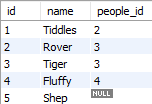 id name people_id
1 Tiddles 2
2 Rover 3
3 Tiger 3
4 Fluffy 4
5 Shep NULL